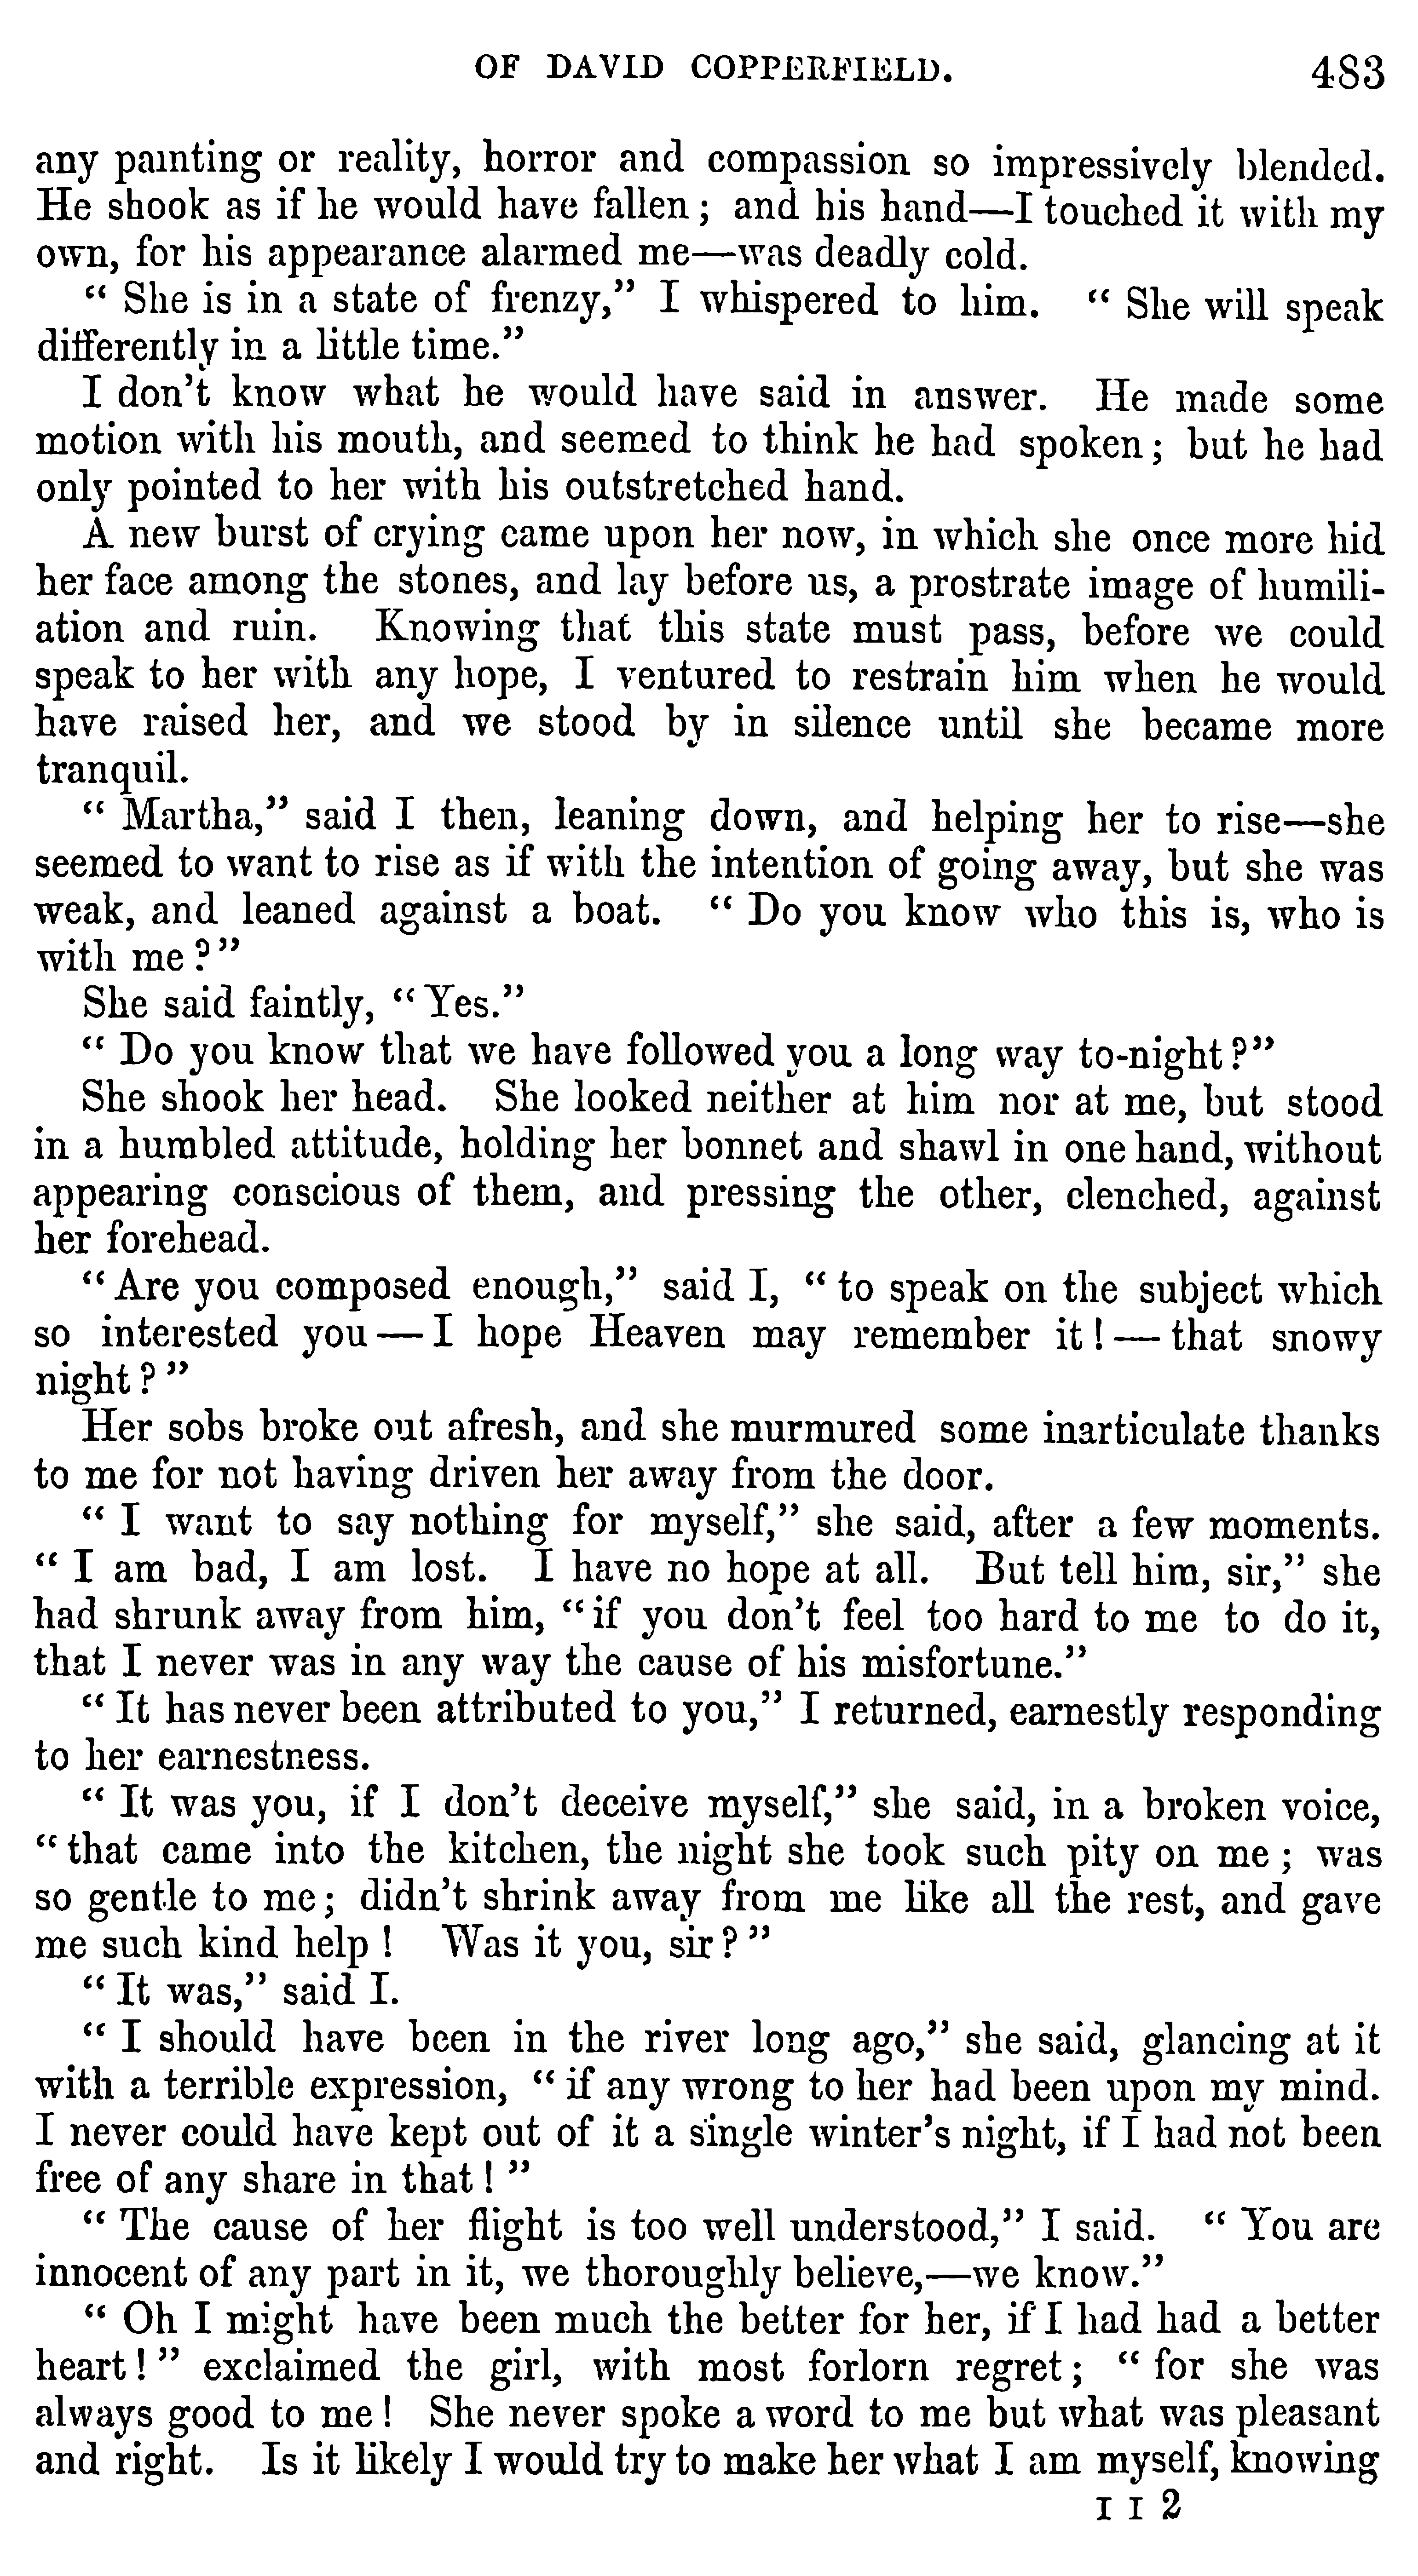 OF DAVID COPPERFIELD. 483
any painting or reality, horror and compassion so impressively blended.
He shook as if he would have fallen; and his hand—I touched it with my
own, for his appearance alarmed me—was deadly cold.
“She is in a state of frenzy,” I whispered to him. “She will speak
differently in a little time.”
I don’t know what he would have said in answer. He made some
motion with his mouth, and seemed to think he had spoken; but he had
only pointed to her with his outstretched hand.
A new burst of crying came upon her now, in which she once more hid
her face among the stones, and lay before us, a prostrate image of humili-
ation and ruin. Knowing that this state must pass, before we could
speak to her with any hope, I ventured to restrain him when he would
have raised her, and we stood by in silence until she became more
tranquil.
“Martha,” said I then, leaning down, and helping her to rise—she
seemed to want to rise as if with the intention of going away, but she was
weak, and leaned against a boat. “Do you know who this is, who is
with me?”
She said faintly, “Yes.”
“Do you know that we have followed you a long way to-night?”
She shook her head. She looked neither at him nor at me, but stood
in a humbled attitude, holding her bonnet and shawl in one hand, without
appearing conscious of them, and pressing the other, clenched, against
her forehead.
“Are you composed enough,” said I, “to speak on the subject which
so interested you—I hope Heaven may remember it!—that snowy
night?”
Her sobs broke out afresh, and she murmured some inarticulate thanks
to me for not having driven her away from the door.
“I want to say nothing for myself,” she said, after a few moments.
“I am bad, I am lost. I have no hope at all. But tell him, sir,” she
had shrunk away from him, “if you don’t feel too hard to me to do it,
that I never was in any way the cause of his misfortune.”
“It has never been attributed to you,” I returned, earnestly responding
to her earnestness.
“It was you, if I don’t deceive myself,” she said, in a broken voice,
“that came into the kitchen, the night she took such pity on me; was
so gentle to me; didn’t shrink away from me like all the rest, and gave
me such kind help! Was it you, sir?”
“It was,” said I.
“I should have been in the river long ago,” she said, glancing at it
with a terrible expression, “if any wrong to her had been upon my mind.
I never could have kept out of it a single winter’s night, if I had not been
free of any share in that!”
“The cause of her flight is too well understood,” I said. “You are
innocent of any part in it, we thoroughly believe,—we know.”
“Oh I might have been much the better for her, if I had had a better
heart!” exclaimed the girl, with most forlorn regret; “for she was
always good to me! She never spoke a word to me but what was pleasant
and right. Is it likely I would try to make her what I am myself, knowing
I I 2